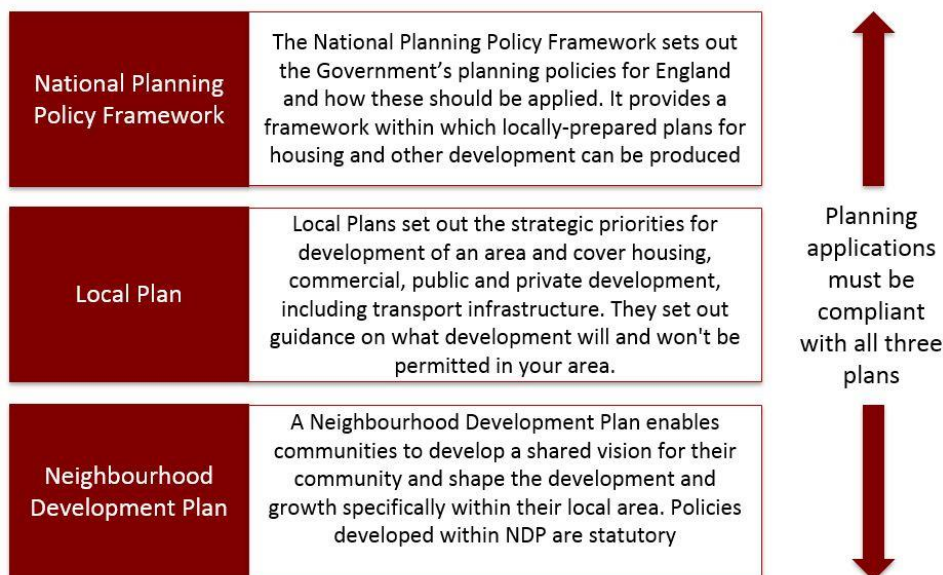 National Planning
Policy Framework
The National Planning Policy Framework sets out
the Government’s planning policies for England
and how these should be applied. It provides a
framework within which locally-prepared plans for
housing and other development can be produced
Local Plan
Local Plans set out the strategic priorities for
development of an area and cover housing,
commercial, public and private development,
including transport infrastructure. They set out
guidance on what development will and won't be
permitted in your area.
Neighbourhood
Development Plan
A Neighbourhood Development Plan enables
communities to develop a shared vision for their
community and shape the development and
growth specifically within their local area. Policies
developed within NDP are statutory
Planning
applications
must be
compliant
with all three
plans